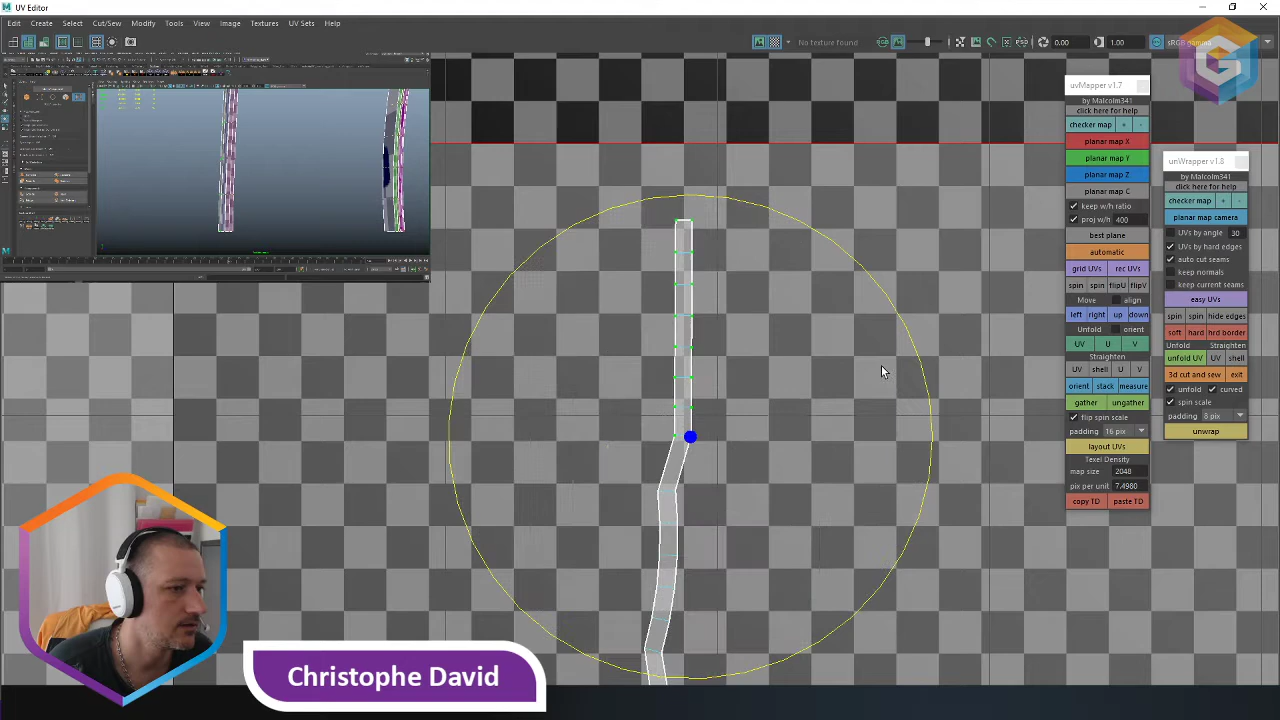 UV Editor
Edit Create Select Cut/Sew Modify Tools View Image Textures UV Sets Help
No texture found
0.00
1.00
sRGB gamma
uvMapper v1.7
by Malcolm341
click here for help
checker map + -
planar map X
planar map Y
planar map Z
planar map C
keep w/h ratio
proj-w/h 400
best plane
automatic
grid UVs rec UVs
spin spin flipU flipV
Move align
left right up down
Unfold orient
UV U V
Straighten
UV shell U V
orient stack measure
gather ungather
flip spin scale
padding 16 pix
layout UVs
Texel Density
map size 2048
pix per unit 7.4980
copy TD paste TD
unWrapper v1.8
by Malcolm341
click here for help
checker map + -
planar map camera
UVs by angle 30
UVs by hard edges
auto cut seams
keep normals
keep current seams
easy UVs
spin spin hide edges
soft hard hrd border
Unfold Straighten
unfold UV UV shell
3d cut and sew exit
unfold curved
spin scale
padding 8 pix
unwrap
G
Christophe David